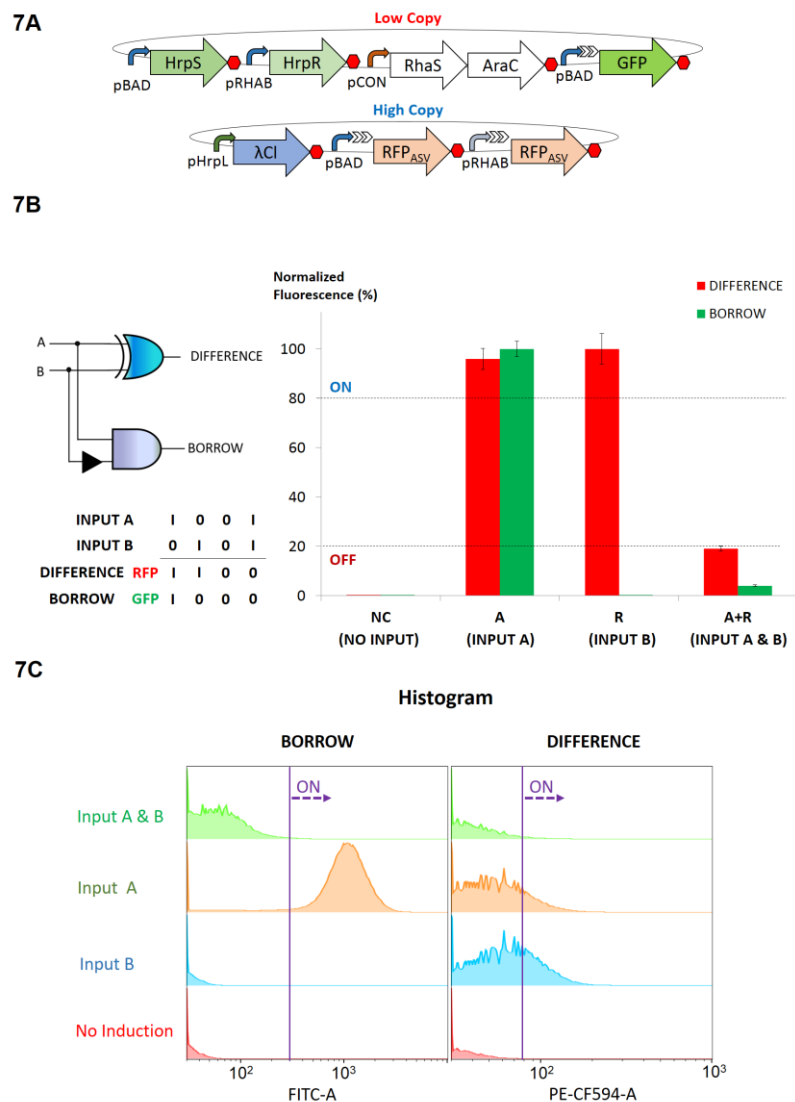 7A
Low Copy
HrpS HrpR RhaS AraC GFP
pBAD pRHAB pCON pBAD
High Copy
λCI RFPASV RFPASV
pHrpL pBAD pRHAB
7B
Normalized
Fluorescence (%)
DIFFERENCE
BORROW
A
B
DIFFERENCE
BORROW
INPUT A I 0 0 I
INPUT B 0 I 0 I
DIFFERENCE RFP I I 0 0
BORROW GFP I 0 0 0
100
80
60
40
20
0
ON
OFF
NC A R A+R
(NO INPUT) (INPUT A) (INPUT B) (INPUT A & B)
7C
Histogram
BORROW DIFFERENCE
ON ON
Input A & B
Input A
Input B
No Induction
10² 10³ 10² 10³
FITC-A PE-CF594-A